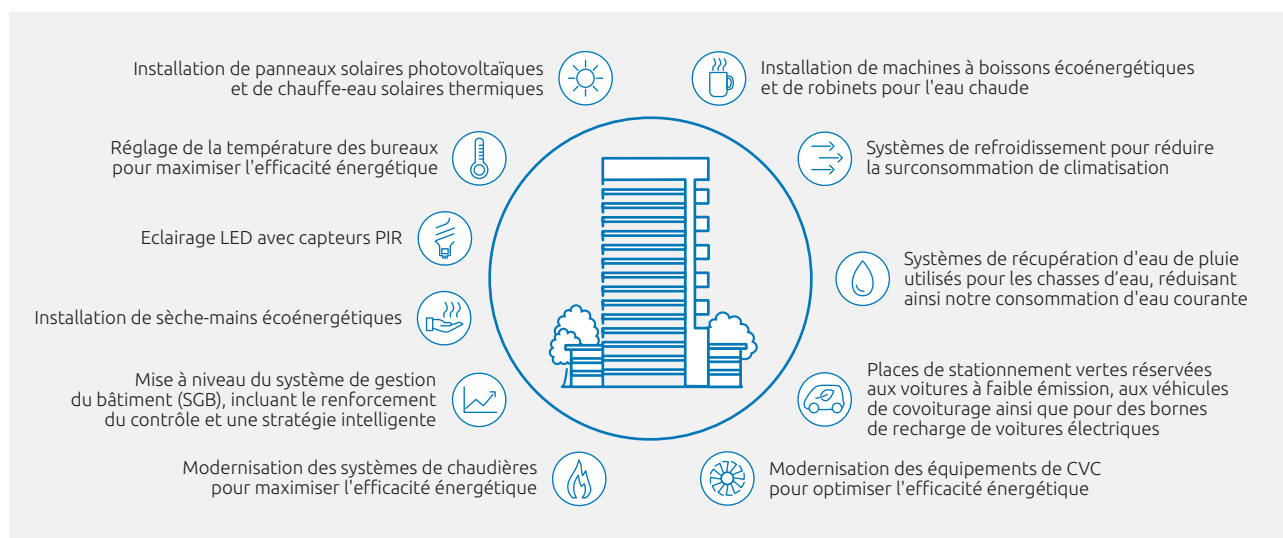 Installation de panneaux solaires photovoltaïques
et de chauffe-eau solaires thermiques
Réglage de la température des bureaux
pour maximiser l'efficacité énergétique
Eclairage LED avec capteurs PIR
Installation de sèche-mains écoénergétiques
Mise à niveau du système de gestion
du bâtiment (SGB), incluant le renforcement
du contrôle et une stratégie intelligente
Modernisation des systèmes de chaudières
pour maximiser l'efficacité énergétique
Installation de machines à boissons écoénergétiques
et de robinets pour l'eau chaude
Systèmes de refroidissement pour réduire
la surconsommation de climatisation
Systèmes de récupération d'eau de pluie
utilisés pour les chasses d’eau, réduisant
ainsi notre consommation d'eau courante
Places de stationnement vertes réservées
aux voitures à faible émission, aux véhicules
de covoiturage ainsi que pour des bornes
de recharge de voitures électriques
Modernisation des équipements de CVC
pour optimiser l'efficacité énergétique